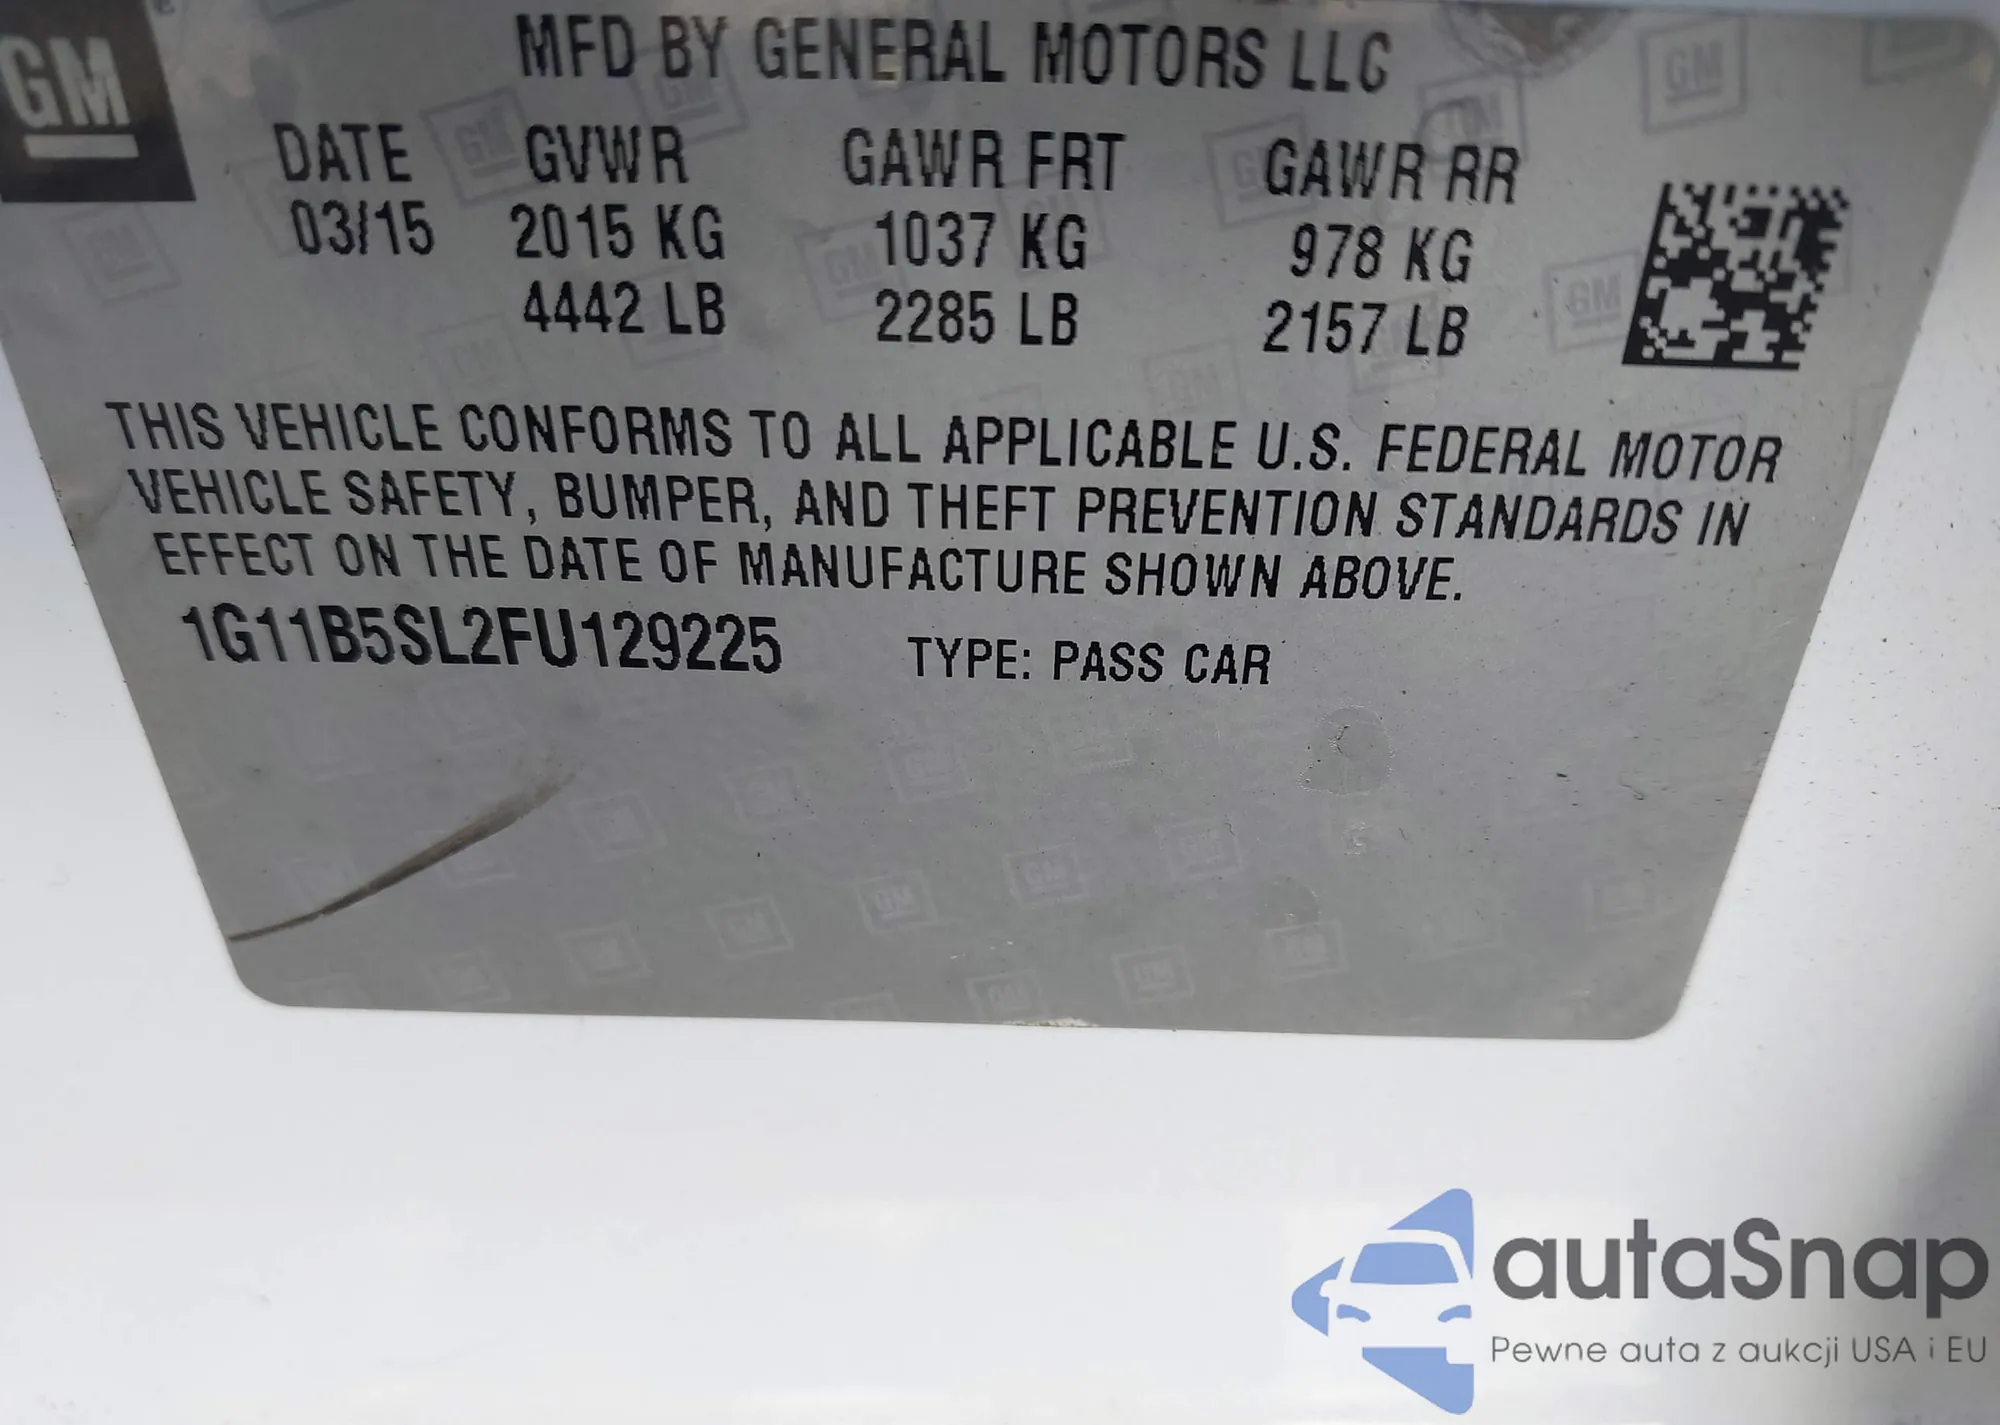 GM
MFD BY GENERAL MOTORS LLC
DATE GVWR GAWR FRT GAWR RR
03/15 2015 KG 1037 KG 978 KG
4442 LB 2285 LB 2157 LB
THIS VEHICLE CONFORMS TO ALL APPLICABLE U.S. FEDERAL MOTOR
VEHICLE SAFETY, BUMPER, AND THEFT PREVENTION STANDARDS IN
EFFECT ON THE DATE OF MANUFACTURE SHOWN ABOVE.
1G11B5SL2FU129225 TYPE: PASS CAR
autaSnap
Pewne auta z aukcji USA i EU